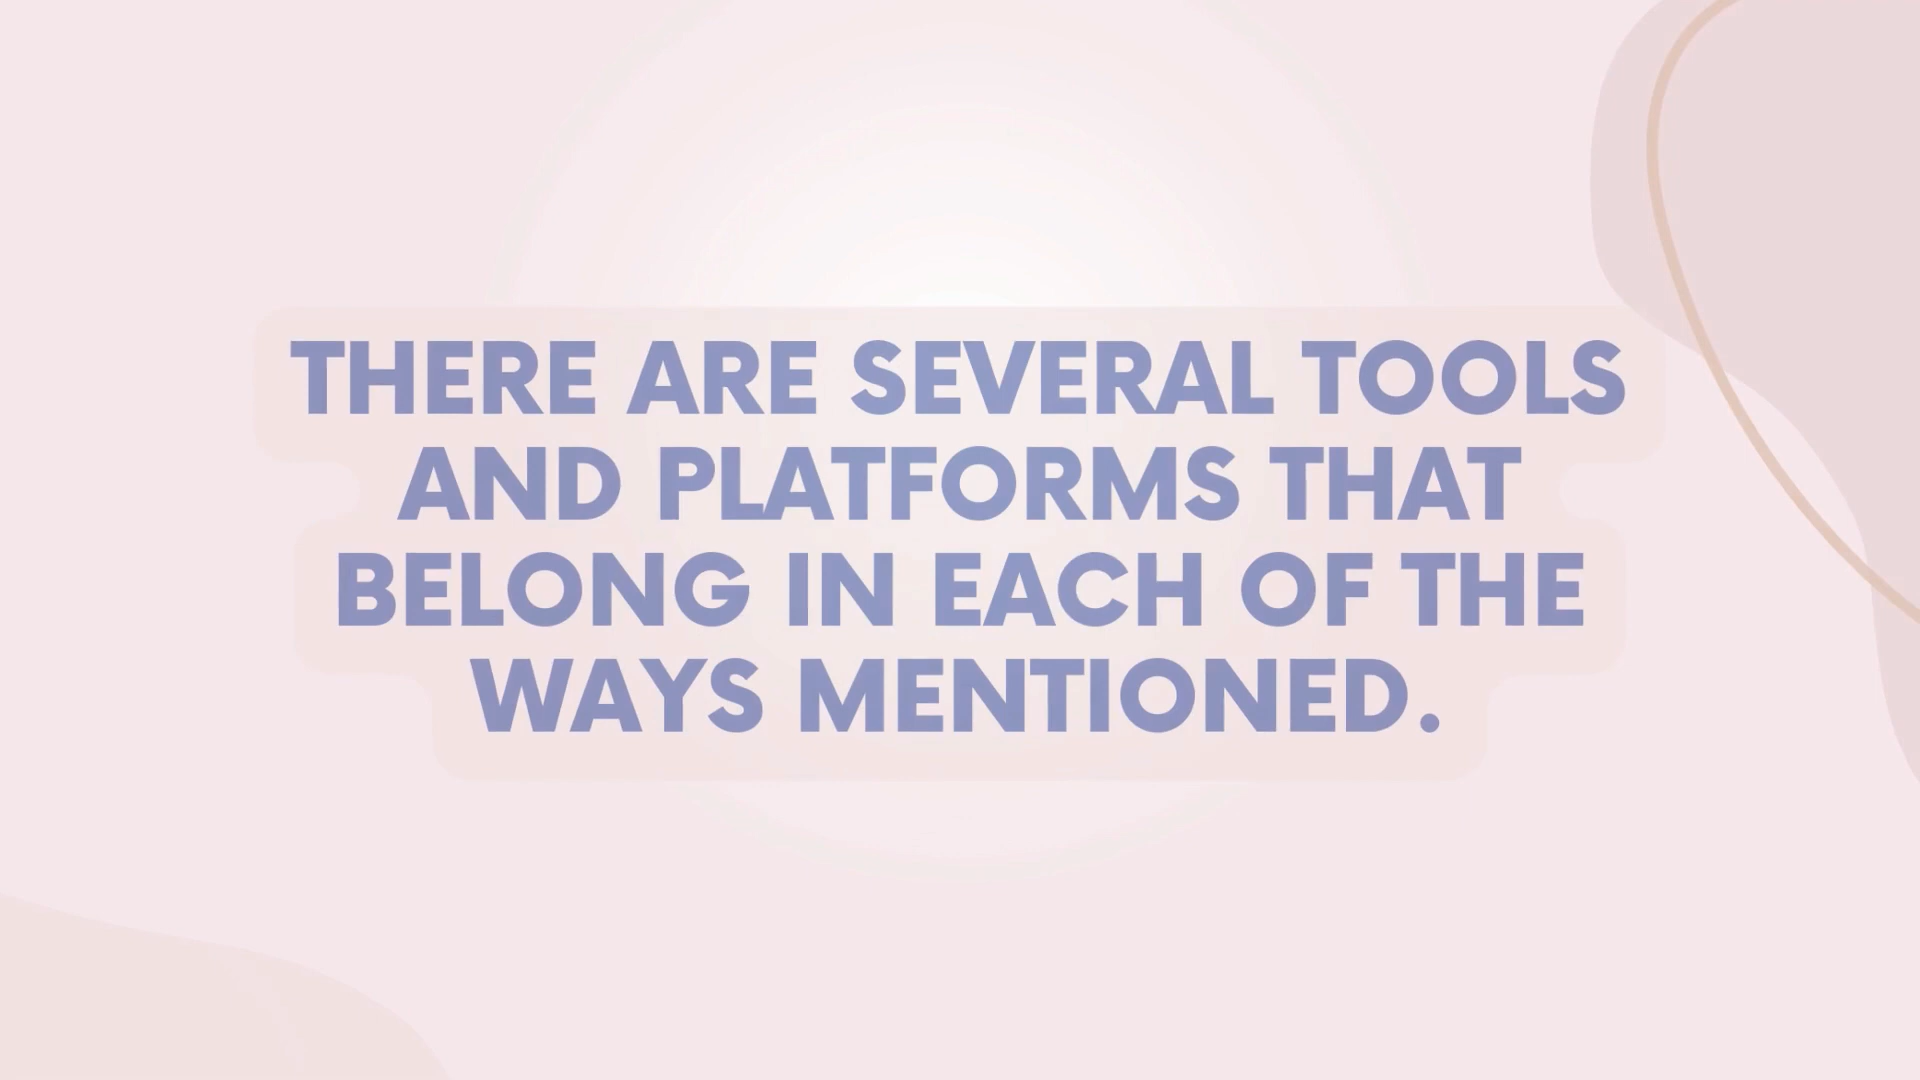 THERE ARE SEVERAL TOOLS
AND PLATFORMS THAT
BELONG IN EACH OF THE
WAYS MENTIONED.